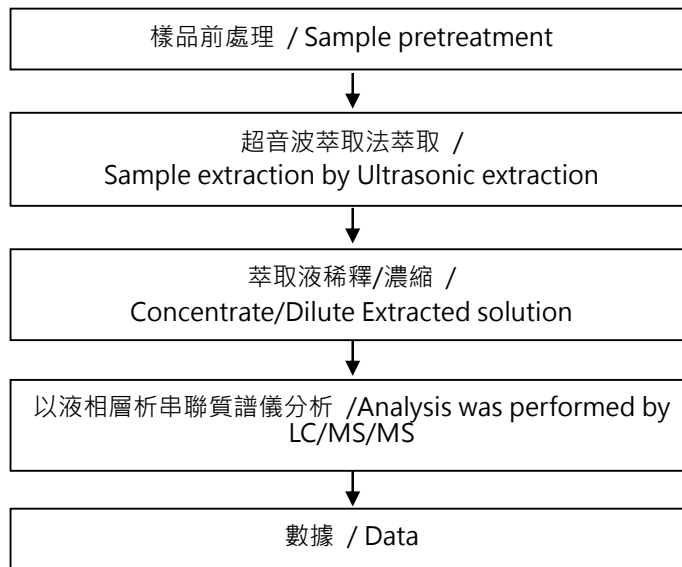 樣品前處理 / Sample pretreatment
超音波萃取法萃取 /
Sample extraction by Ultrasonic extraction
萃取液稀釋/濃縮 /
Concentrate/Dilute Extracted solution
以液相層析串聯質譜儀分析 /Analysis was performed by
LC/MS/MS
數據 / Data